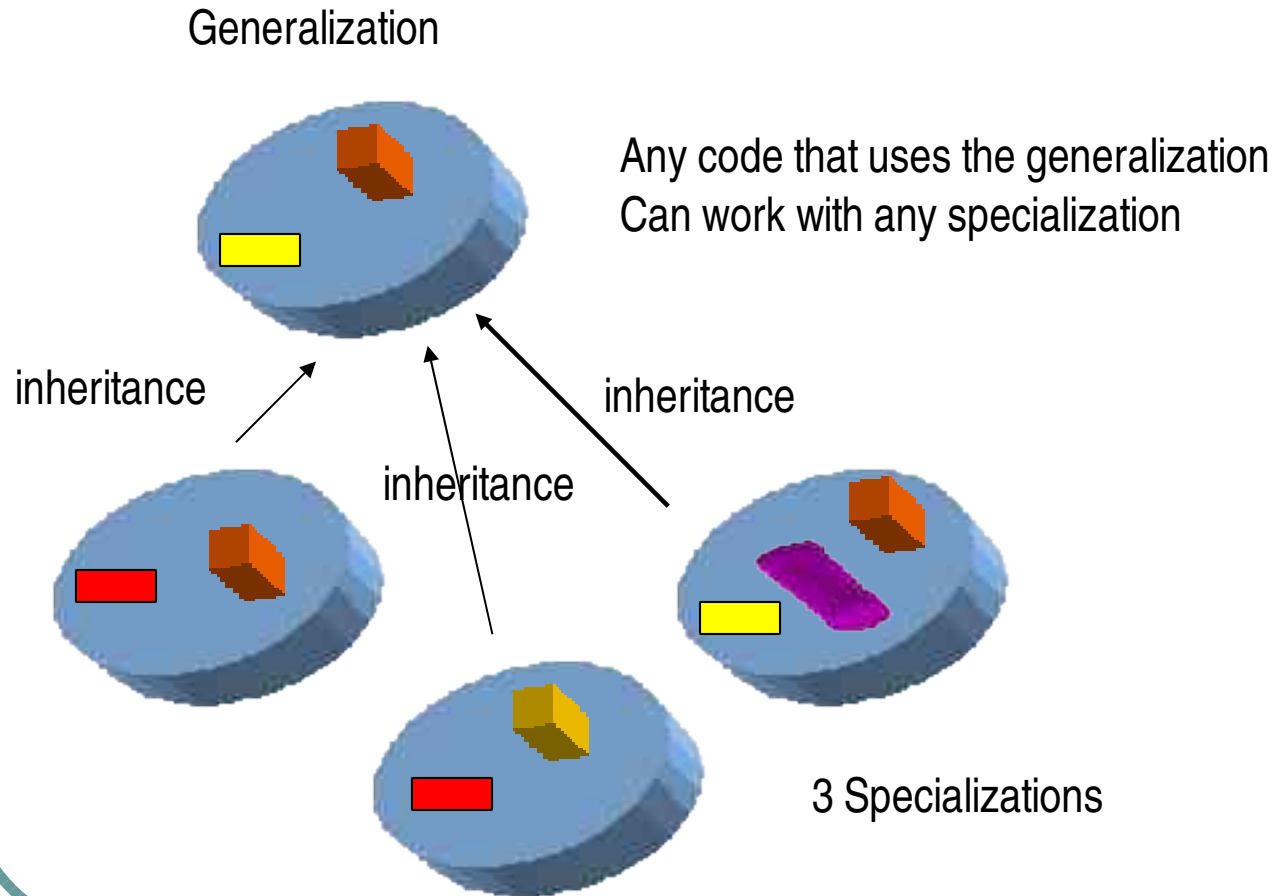 Generalization
Any code that uses the generalization
Can work with any specialization
inheritance
inheritance
inheritance
3 Specializations